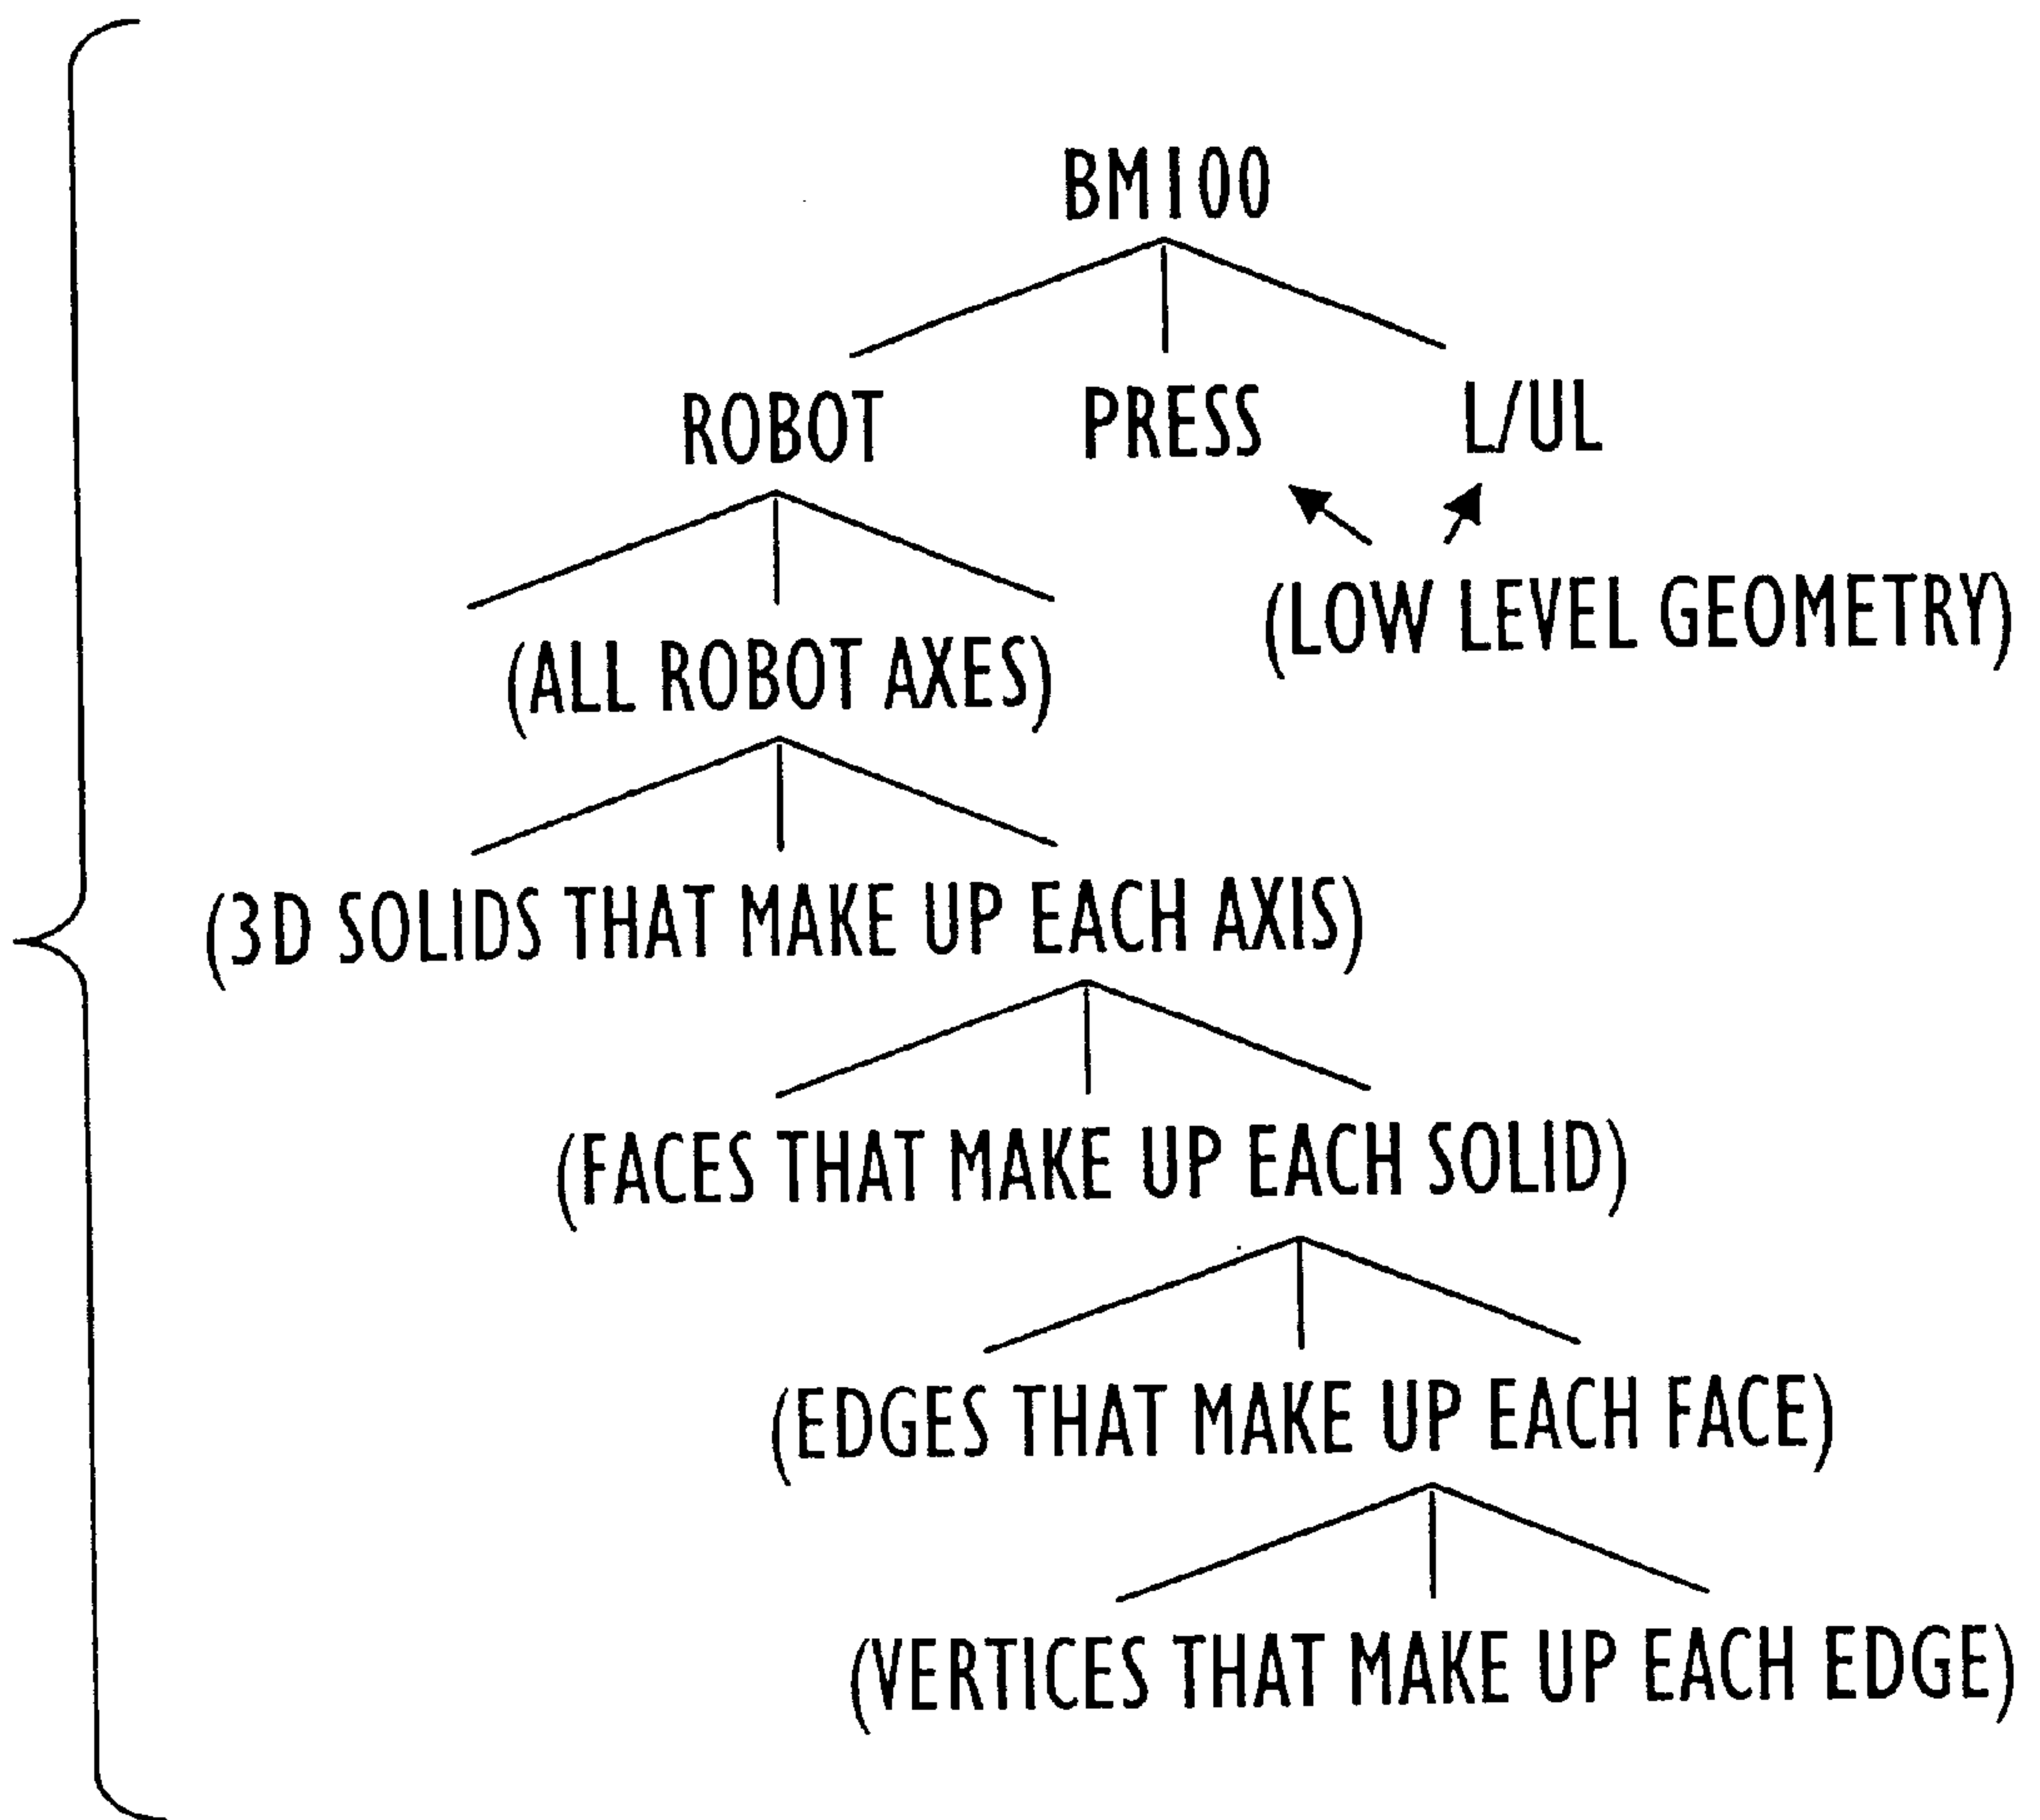 BM100
ROBOT PRESS L/UL
(LOW LEVEL GEOMETRY)
(ALL ROBOT AXES)
(3D SOLIDS THAT MAKE UP EACH AXIS)
(FACES THAT MAKE UP EACH SOLID)
(EDGES THAT MAKE UP EACH FACE)
(VERTICES THAT MAKE UP EACH EDGE)